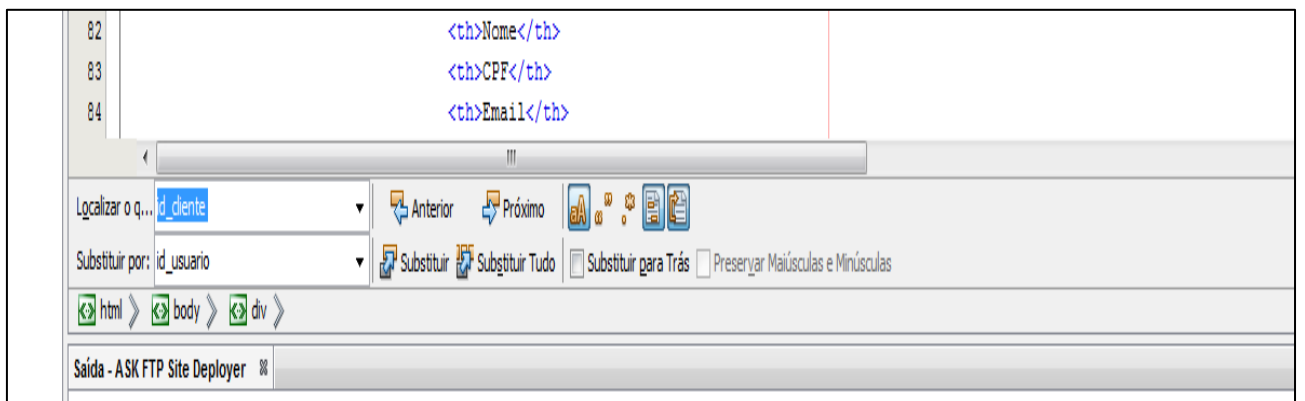 82 <th>Nome</th>
83 <th>CPF</th>
84 <th>Email</th>
Localizar o q... id_cliente Anterior Próximo aA
Substituir por: id_usuario Substituir Substituir Tudo Substituir para Trás Preservar Maiúsculas e Minúsculas
html body div
Saída - ASK FTP Site Deployer